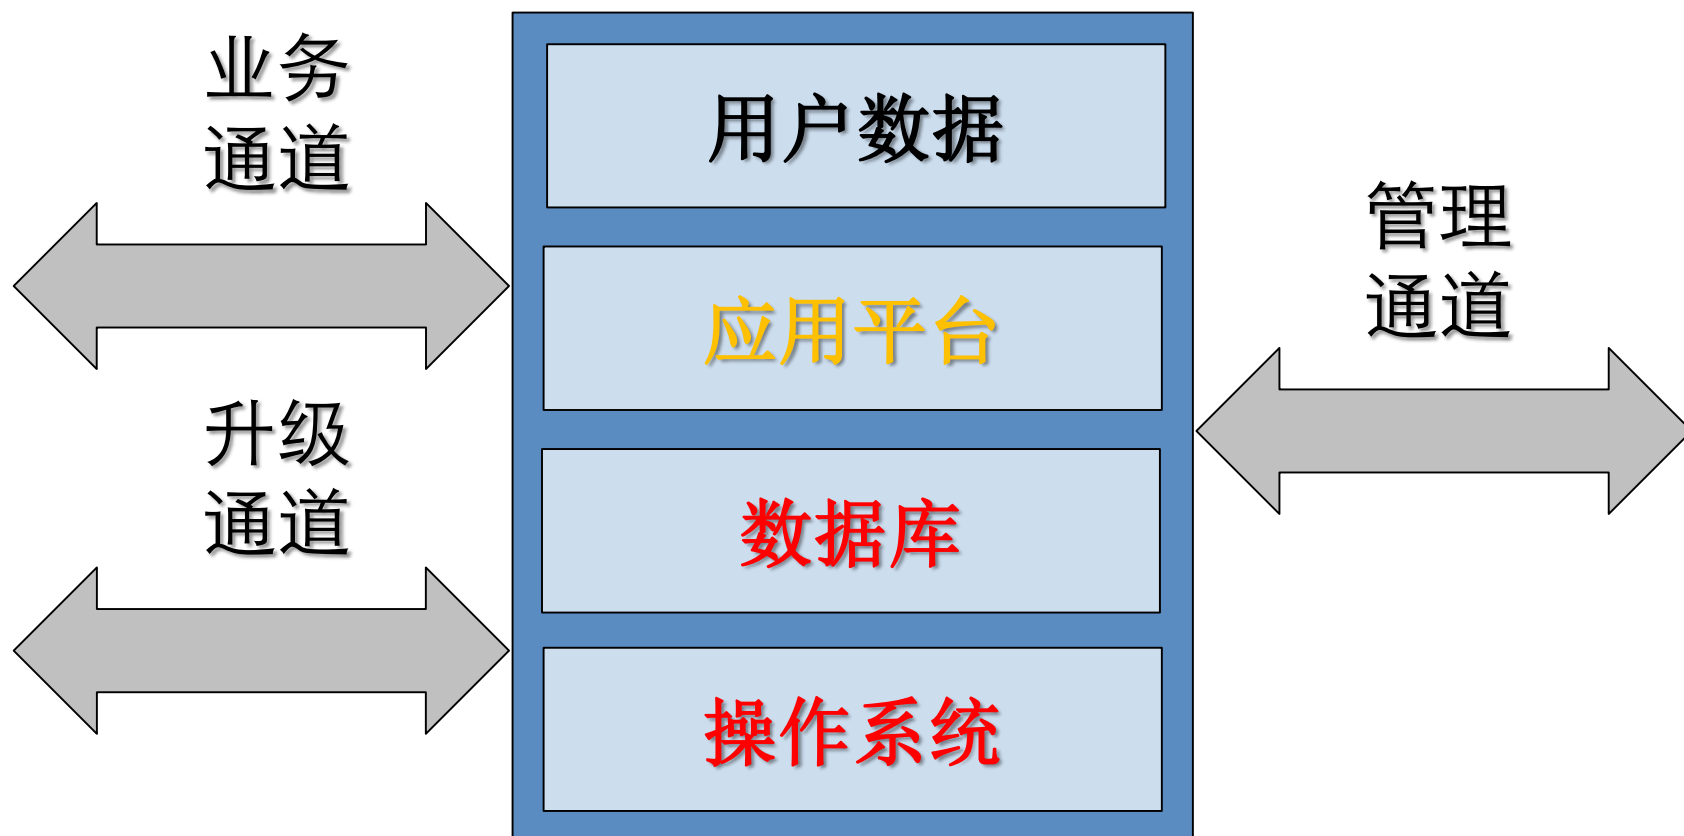 业务
通道
用户数据
管理
通道
应用平台
升级
通道
数据库
操作系统